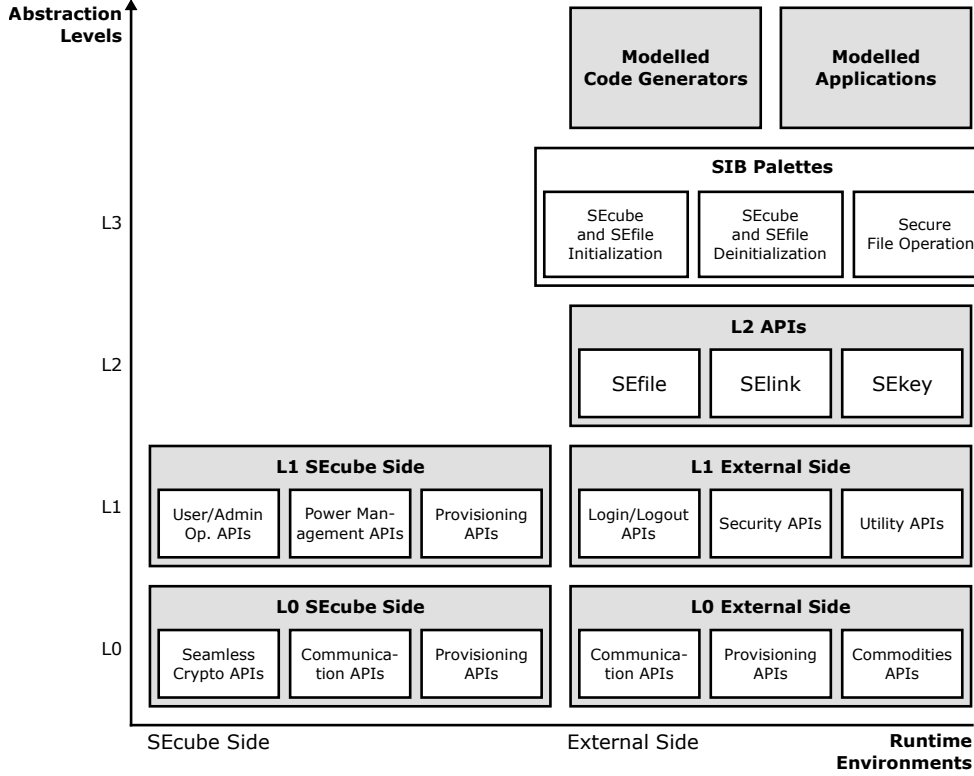 Abstraction
Levels
Modelled
Code Generators
Modelled
Applications
SIB Palettes
L3
SEcube
and SEfile
Initialization
SEcube
and SEfile
Deinitialization
Secure
File Operation
L2 APIs
L2
SEfile
SElink
SEkey
L1 SEcube Side
L1 External Side
L1
User/Admin
Op. APIs
Power Man-
agement APIs
Provisioning
APIs
Login/Logout
APIs
Security APIs
Utility APIs
L0 SEcube Side
L0 External Side
L0
Seamless
Crypto APIs
Communica-
tion APIs
Provisioning
APIs
Communica-
tion APIs
Provisioning
APIs
Commodities
APIs
SEcube Side
External Side
Runtime
Environments